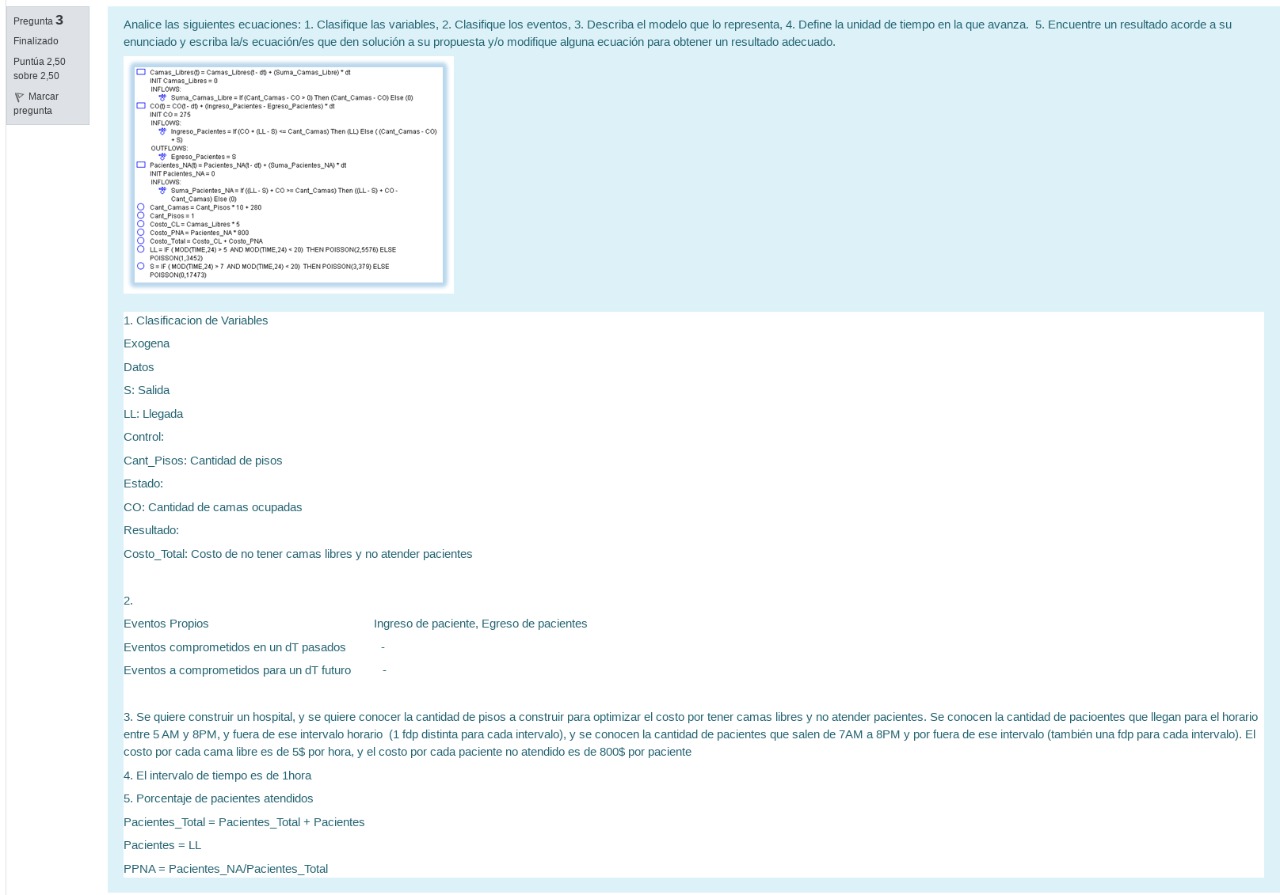 Pregunta 3
Finalizado
Puntúa 2,50
sobre 2,50
Marcar
pregunta
Analice las siguientes ecuaciones: 1. Clasifique las variables, 2. Clasifique los eventos, 3. Describa el modelo que lo representa, 4. Define la unidad de tiempo en la que avanza.  5. Encuentre un resultado acorde a su
enunciado y escriba la/s ecuación/es que den solución a su propuesta y/o modifique alguna ecuación para obtener un resultado adecuado.
Camas_Libres(t) = Camas_Libres(t - dt) + (Suma_Camas_Libre) * dt
INIT Camas_Libres = 0
INFLOWS:
Suma_Camas_Libre = If (Cant_Camas - CO > 0) Then (Cant_Camas - CO) Else (0)
CO(t) = CO(t - dt) + (Ingreso_Pacientes - Egreso_Pacientes) * dt
INIT CO = 275
INFLOWS:
Ingreso_Pacientes = If (CO + (LL - S) <= Cant_Camas) Then (LL) Else ( (Cant_Camas - CO)
+ S)
OUTFLOWS:
Egreso_Pacientes = S
Pacientes_NA(t) = Pacientes_NA(t - dt) + (Suma_Pacientes_NA) * dt
INIT Pacientes_NA = 0
INFLOWS:
Suma_Pacientes_NA = If ((LL - S) + CO >= Cant_Camas) Then ((LL - S) + CO -
Cant_Camas) Else (0)
Cant_Camas = Cant_Pisos * 10 + 280
Cant_Pisos = 1
Costo_CL = Camas_Libres * 5
Costo_PNA = Pacientes_NA * 800
Costo_Total = Costo_CL + Costo_PNA
LL = IF ( MOD(TIME,24) > 5  AND MOD(TIME,24) < 20)  THEN POISSON(2,5576) ELSE
POISSON(1,3452)
S = IF ( MOD(TIME,24) > 7  AND MOD(TIME,24) < 20)  THEN POISSON(3,379) ELSE
POISSON(0,17473)
1. Clasificacion de Variables
Exogena
Datos
S: Salida
LL: Llegada
Control:
Cant_Pisos: Cantidad de pisos
Estado:
CO: Cantidad de camas ocupadas
Resultado:
Costo_Total: Costo de no tener camas libres y no atender pacientes
2.
Eventos Propios Ingreso de paciente, Egreso de pacientes
Eventos comprometidos en un dT pasados -
Eventos a comprometidos para un dT futuro -
3. Se quiere construir un hospital, y se quiere conocer la cantidad de pisos a construir para optimizar el costo por tener camas libres y no atender pacientes. Se conocen la cantidad de pacioentes que llegan para el horario
entre 5 AM y 8PM, y fuera de ese intervalo horario  (1 fdp distinta para cada intervalo), y se conocen la cantidad de pacientes que salen de 7AM a 8PM y por fuera de ese intervalo (también una fdp para cada intervalo). El
costo por cada cama libre es de 5$ por hora, y el costo por cada paciente no atendido es de 800$ por paciente
4. El intervalo de tiempo es de 1hora
5. Porcentaje de pacientes atendidos
Pacientes_Total = Pacientes_Total + Pacientes
Pacientes = LL
PPNA = Pacientes_NA/Pacientes_Total